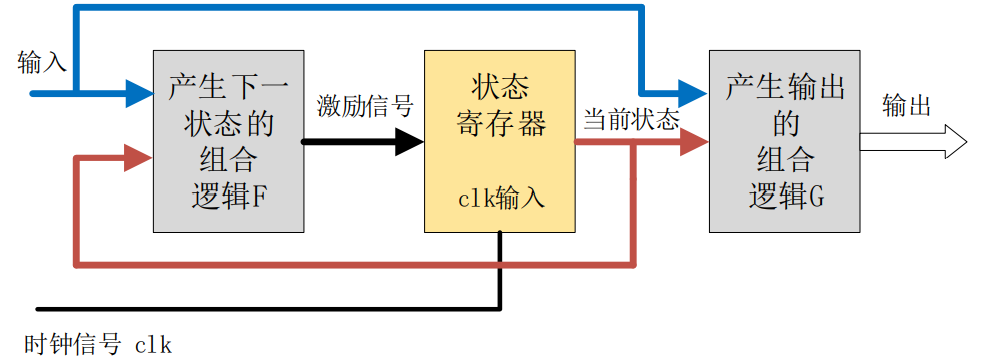 输入
产生下一
状态的
组合
逻辑F
激励信号
状态
寄存器
clk输入
当前状态
产生输出
的
组合
逻辑G
输出
时钟信号 clk